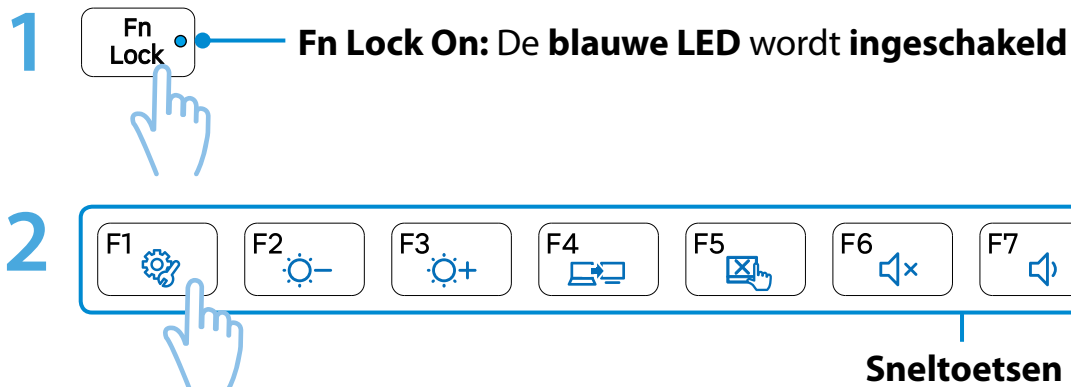 1
Fn
Lock
Fn Lock On: De blauwe LED wordt ingeschakeld
2
F1
F2
F3
F4
F5
F6
F7
Sneltoetsen